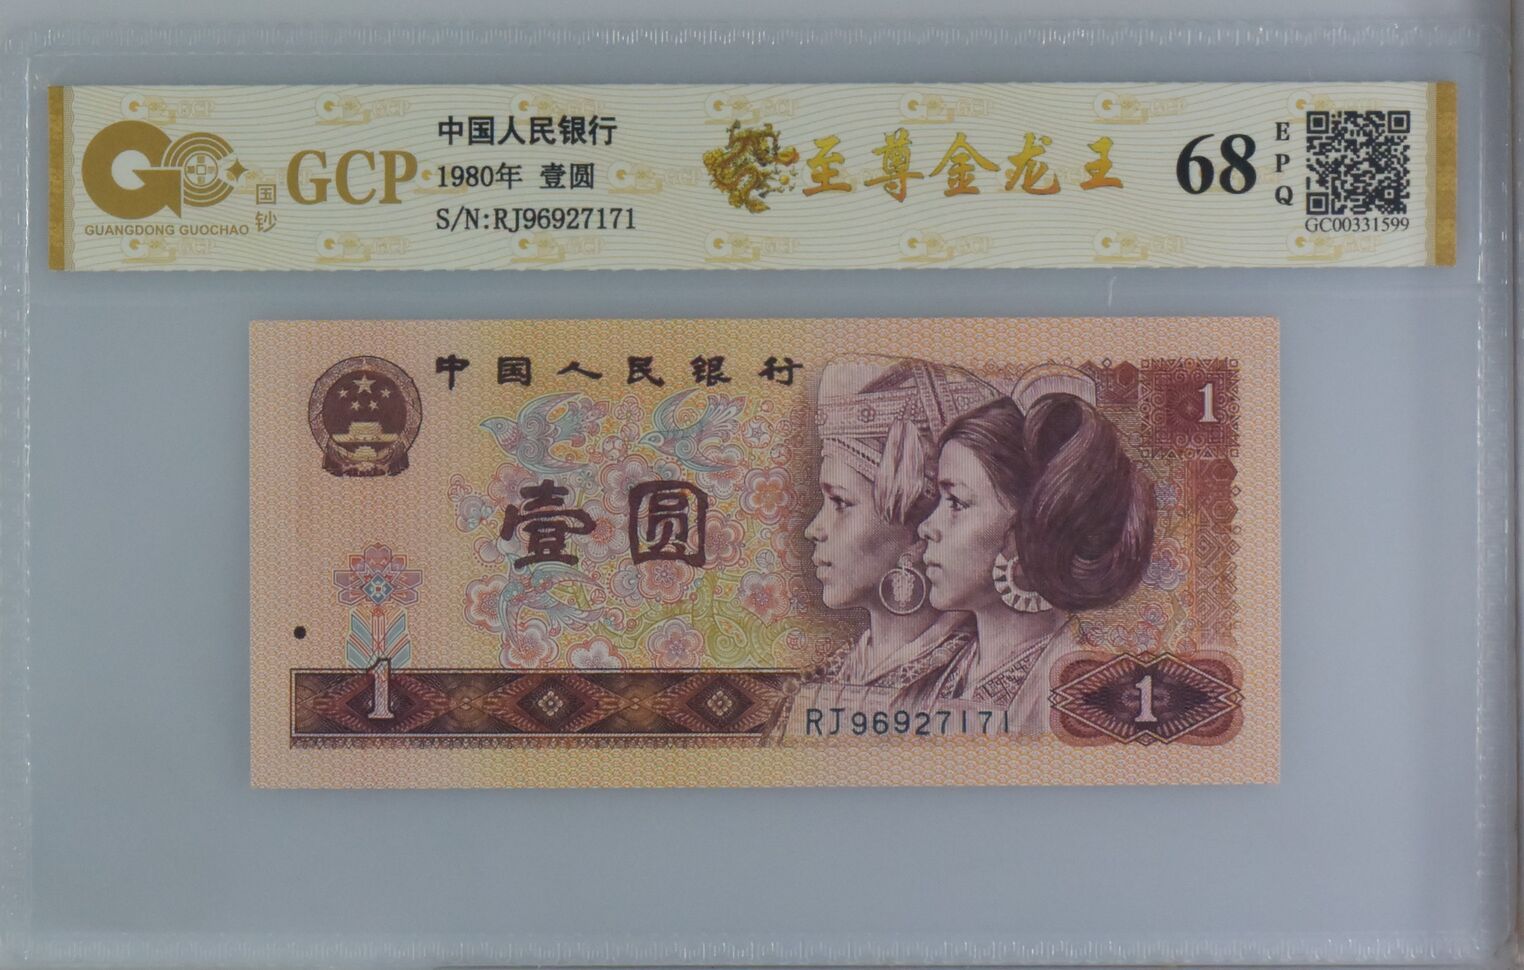 GUANGDONG GUOCHAO
国钞
GCP
中国人民银行
1980年 壹圆
S/N:RJ96927171
至尊金龙王
68
EPQ
GC00331599
中国人民银行
1
壹圆
1
RJ96927171
1